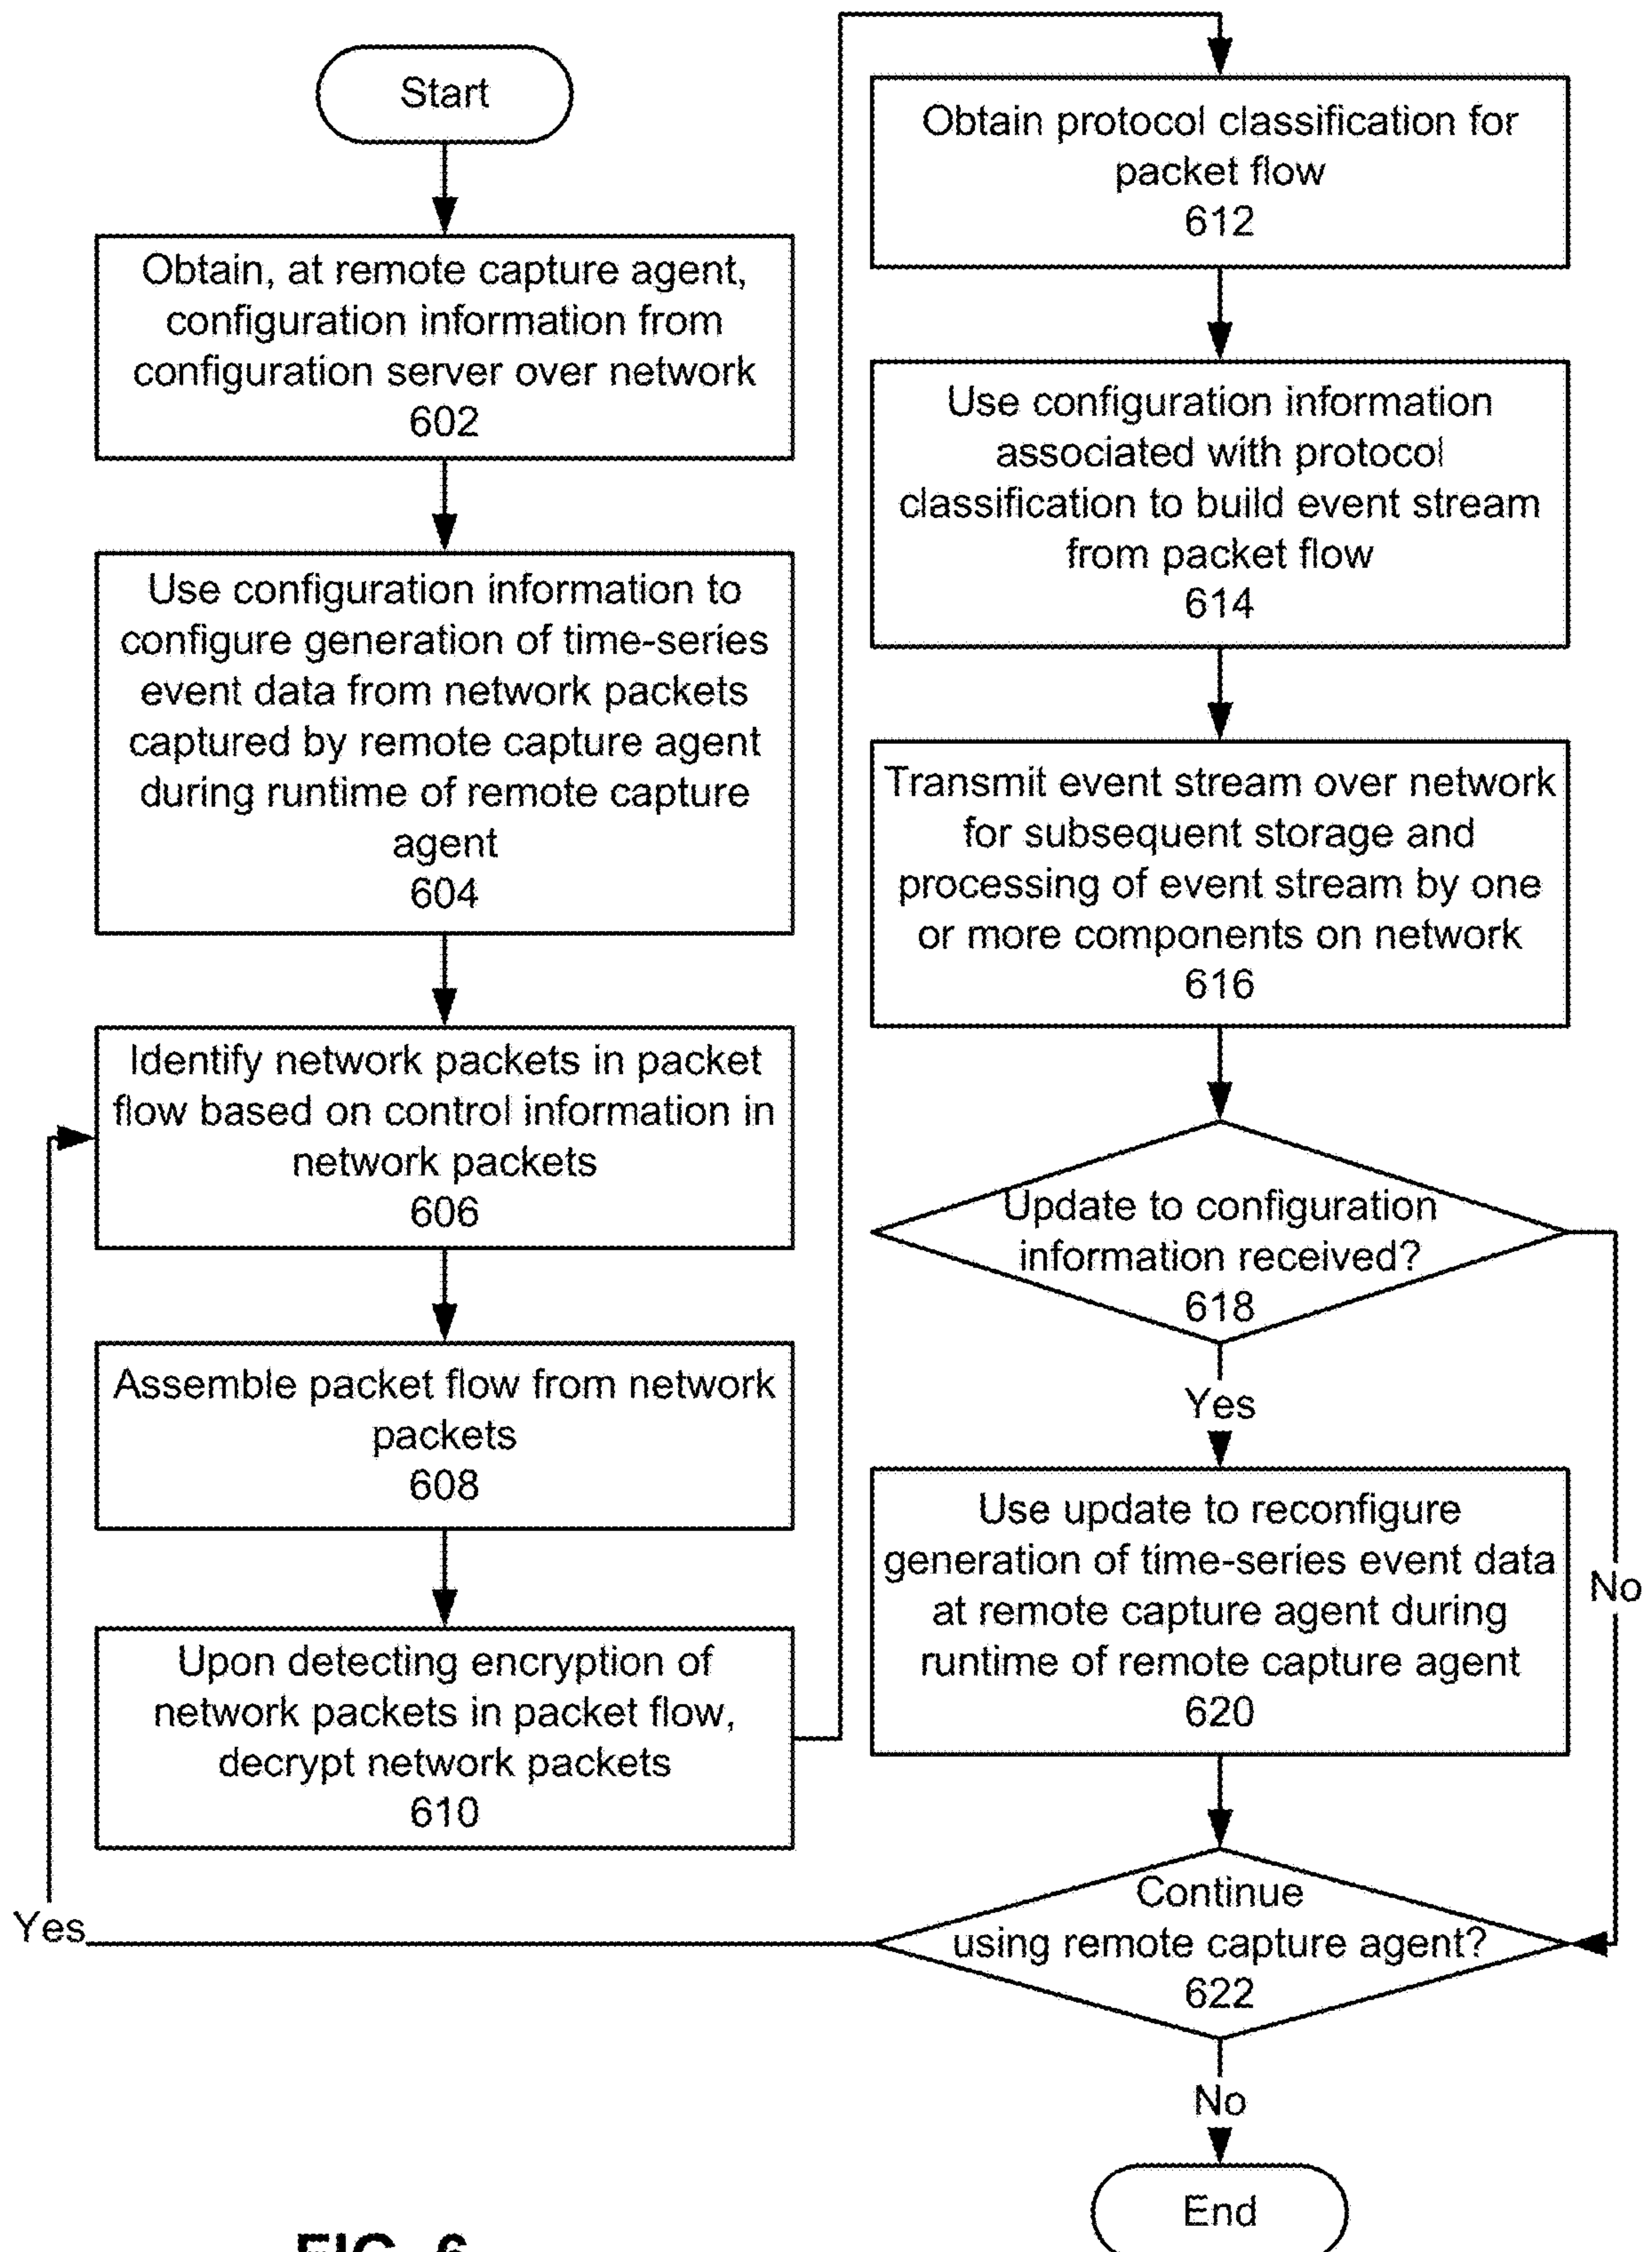 Start
Obtain, at remote capture agent,
configuration information from
configuration server over network
602
Use configuration information to
configure generation of time-series
event data from network packets
captured by remote capture agent
during runtime of remote capture
agent
604
Identify network packets in packet
flow based on control information in
network packets
606
Assemble packet flow from network
packets
608
Upon detecting encryption of
network packets in packet flow,
decrypt network packets
610
Obtain protocol classification for
packet flow
612
Use configuration information
associated with protocol
classification to build event stream
from packet flow
614
Transmit event stream over network
for subsequent storage and
processing of event stream by one
or more components on network
616
Update to configuration
information received?
618
Yes
No
Use update to reconfigure
generation of time-series event data
at remote capture agent during
runtime of remote capture agent
620
Continue
using remote capture agent?
622
Yes
No
End
FIG. 6